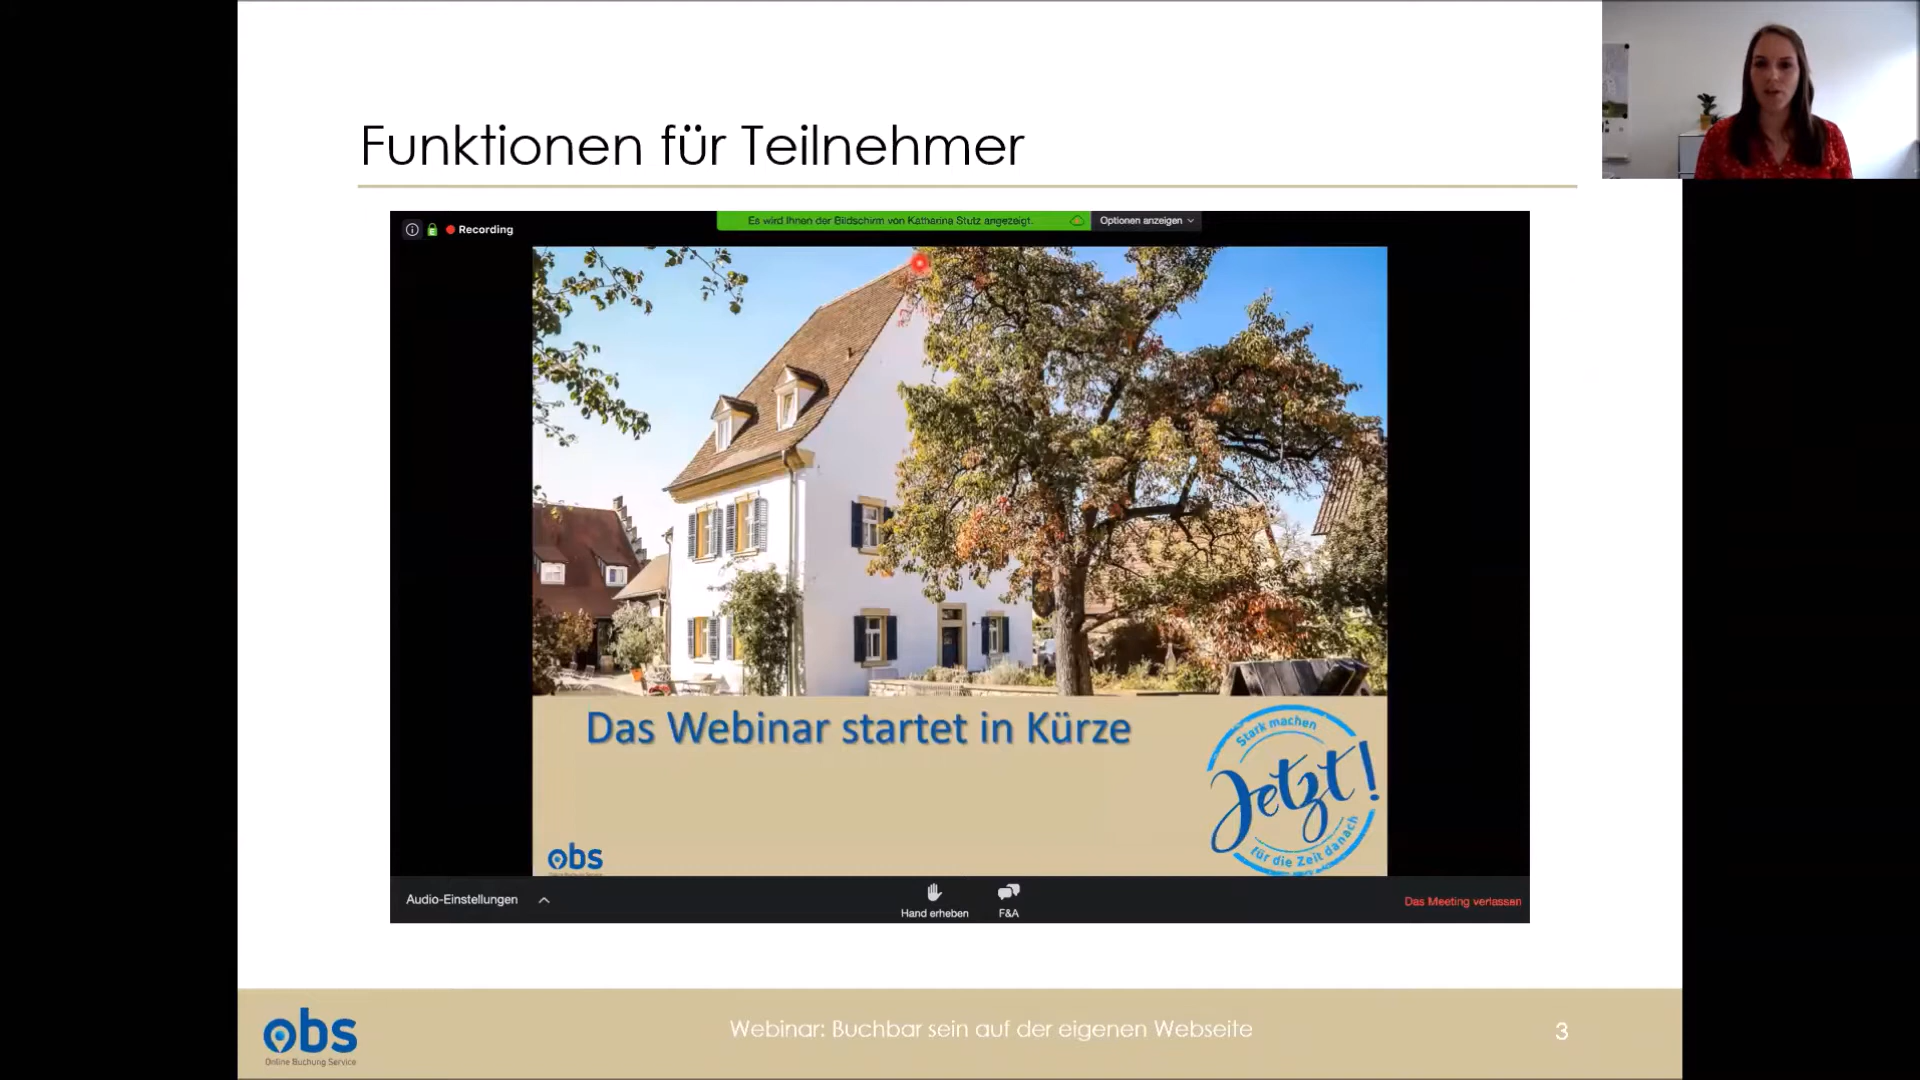 Funktionen für Teilnehmer
Recording
Es wird Ihnen der Bildschirm von Katharina Stutz angezeigt.
Optionen anzeigen
Das Webinar startet in Kürze
Stark machen
Jetzt!
für die Zeit danach
obs
Audio-Einstellungen
Hand erheben
F&A
Das Meeting verlassen
obs
Online Buchung Service
Webinar: Buchbar sein auf der eigenen Webseite
3